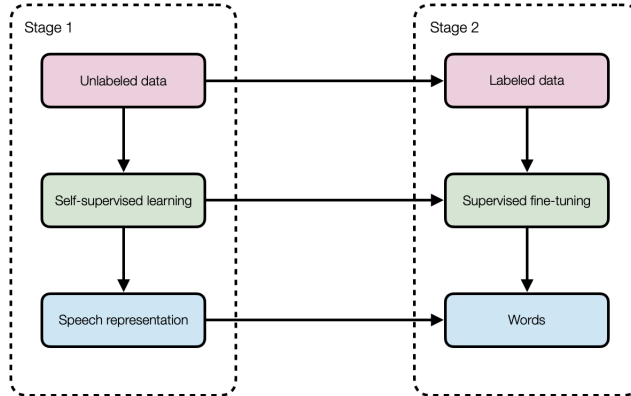 Stage 1
Stage 2
Unlabeled data
Labeled data
Self-supervised learning
Supervised fine-tuning
Speech representation
Words